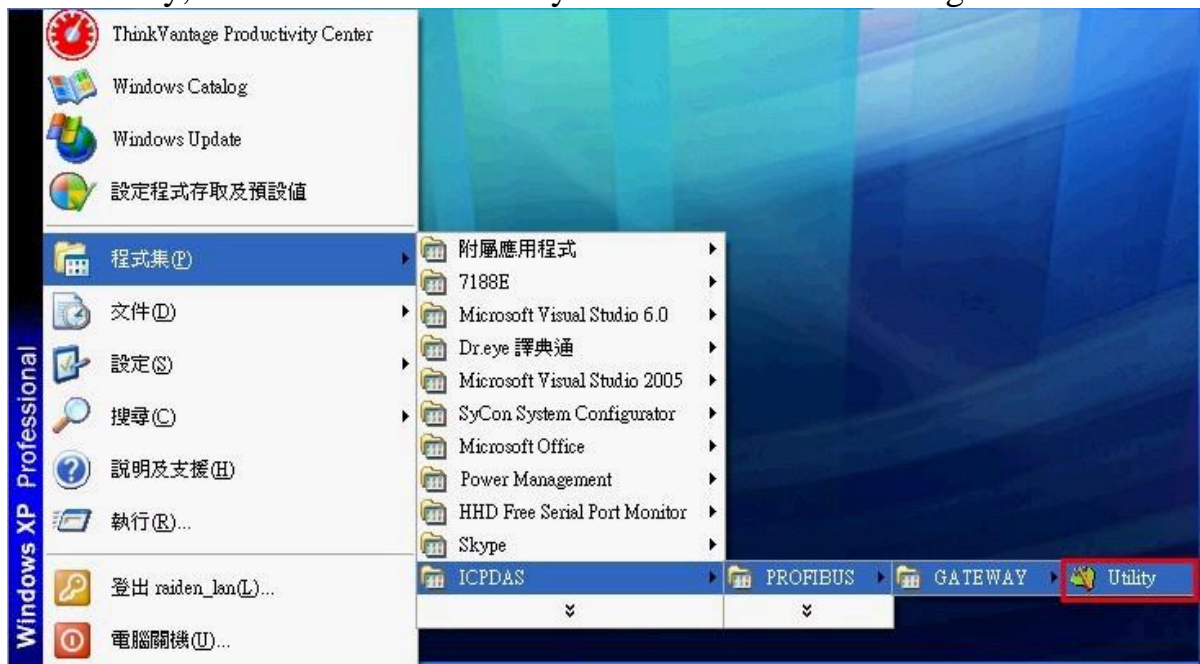 ThinkVantage Productivity Center
Windows Catalog
Windows Update
設定程式存取及預設值
程式集(P)
文件(D)
設定(S)
搜尋(C)
說明及支援(H)
執行(R)...
登出 raiden_lan(L)...
電腦關機(U)...
Windows XP Professional
附屬應用程式
7188E
Microsoft Visual Studio 6.0
Dr.eye 譯典通
Microsoft Visual Studio 2005
SyCon System Configurator
Microsoft Office
Power Management
HHD Free Serial Port Monitor
Skype
ICPDAS
PROFIBUS
GATEWAY
Utility